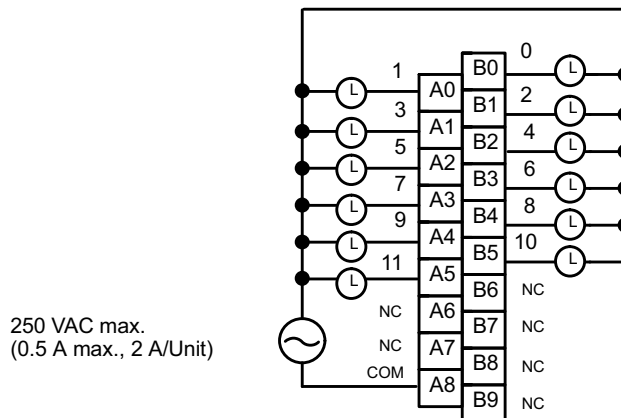 0
1 B0
L A0 L
3 B1 2
L A1 L
5 B2 4
L A2 L
7 B3 6
L A3 L
9 B4 8
L A4 L
11 B5 10
L A5 L
NC A6 B6 NC
NC A7 B7 NC
COM A8 B8 NC
B9 NC
250 VAC max.
(0.5 A max., 2 A/Unit)